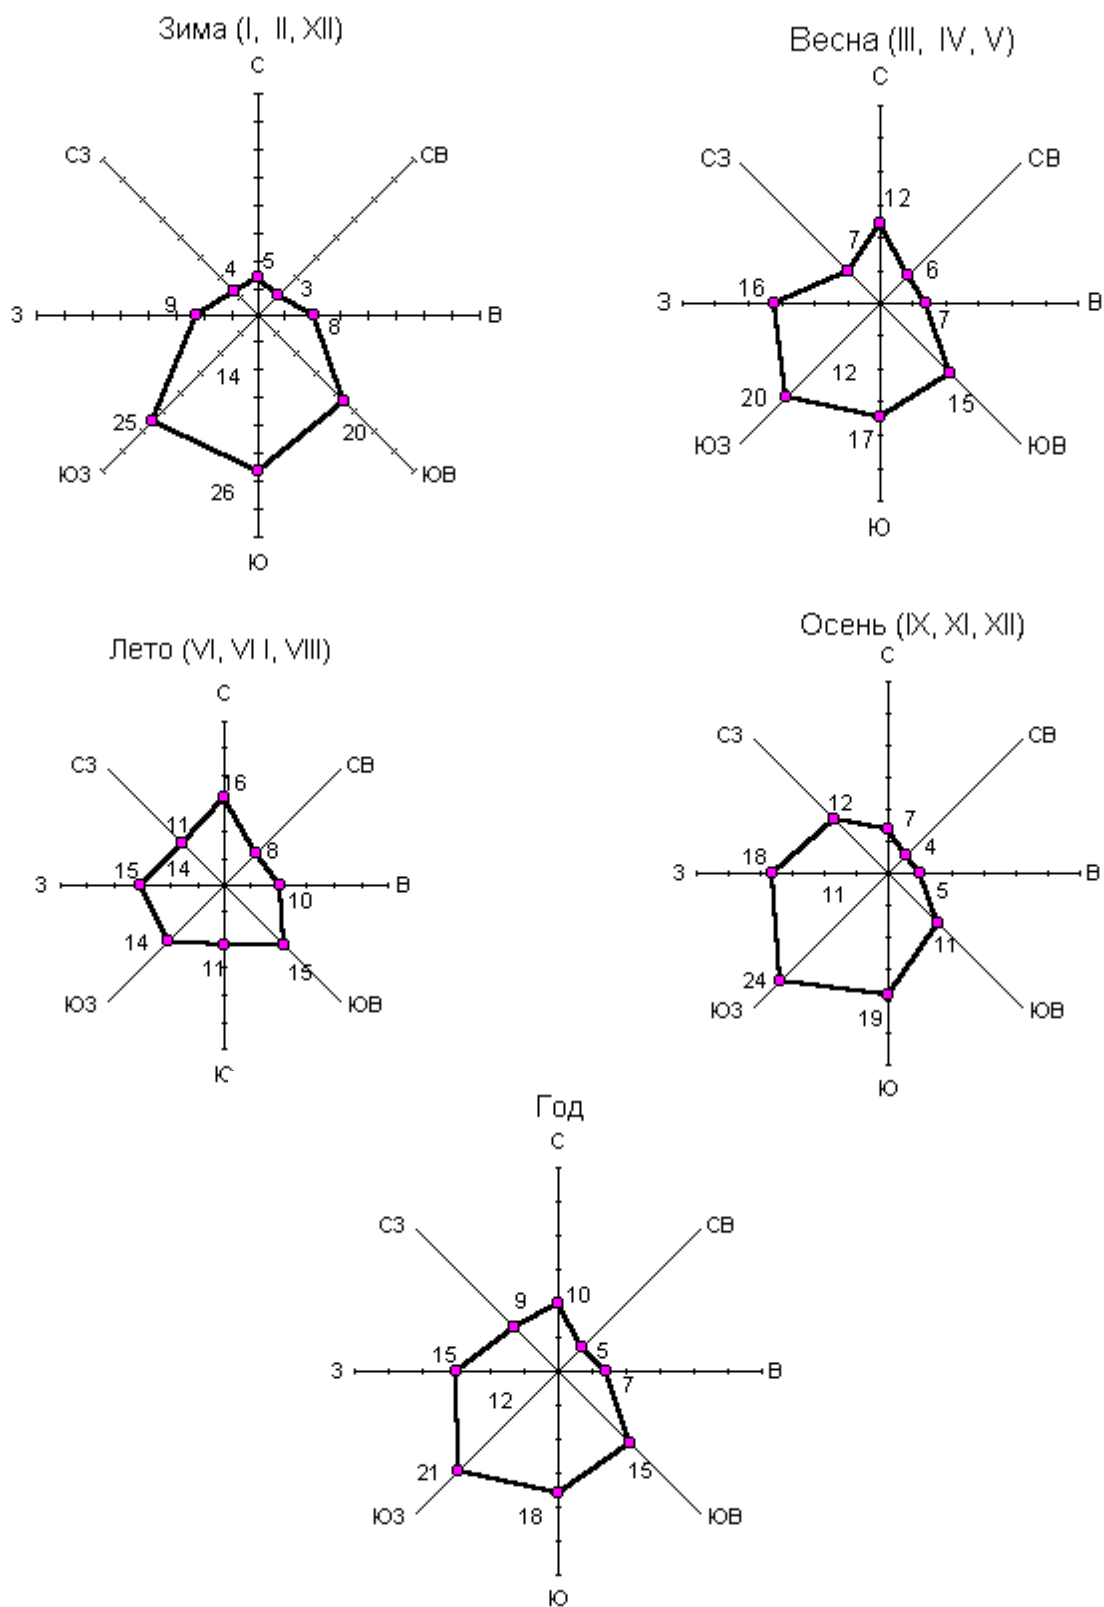 Зима (I, II, XII)
С
СЗ
СВ
4
5
3
З
9
8
В
14
25
20
26
ЮЗ
ЮВ
Ю
Весна (III, IV, V)
С
СЗ
СВ
12
7
6
З
16
7
В
12
20
15
17
ЮЗ
ЮВ
Ю
Лето (VI, VI I, VIII)
С
СЗ
СВ
16
11
8
З
15
14
10
В
14
11
15
ЮЗ
ЮВ
Ю
Осень (IX, XI, XII)
С
СЗ
СВ
12
7
4
З
18
11
5
В
11
24
19
ЮЗ
ЮВ
Ю
Год
С
СЗ
СВ
9
10
5
З
15
12
7
В
21
15
18
ЮЗ
ЮВ
Ю